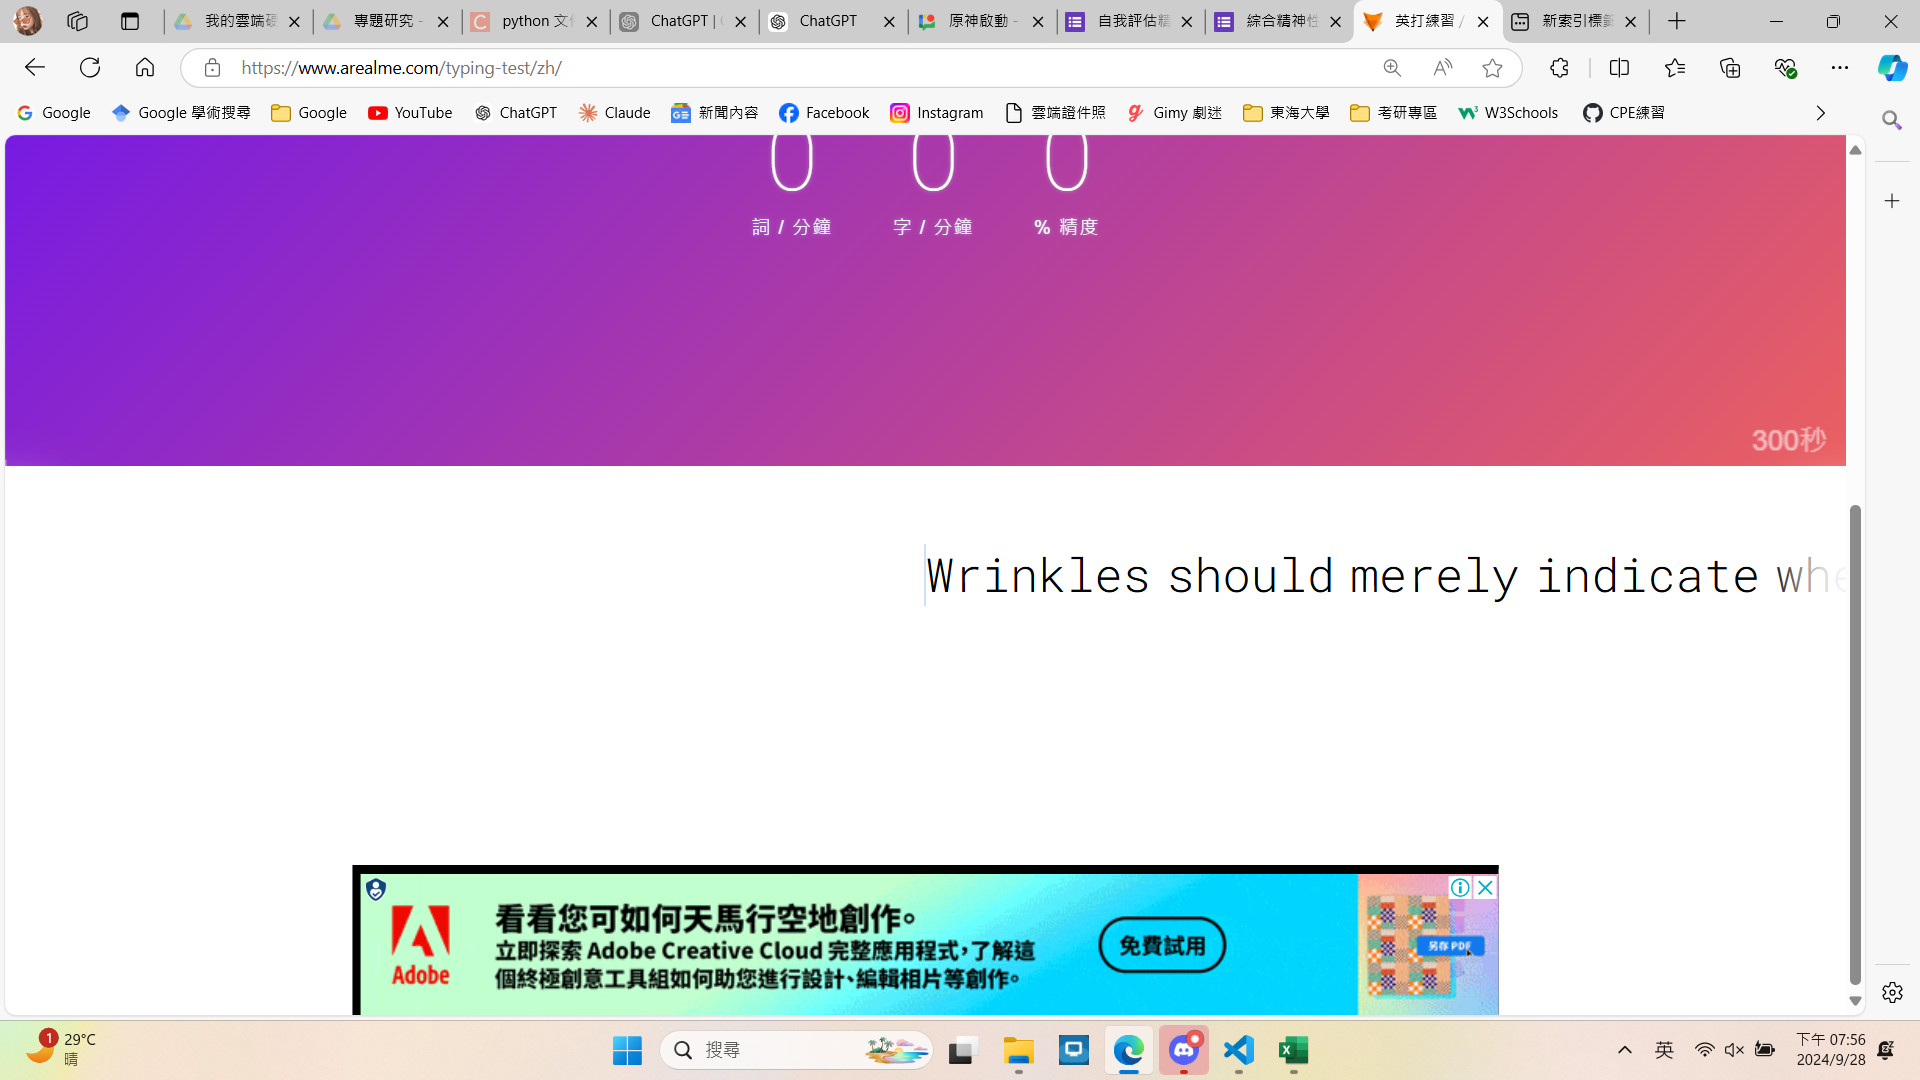 我的雲端硬
專題研究 -
python 文
ChatGPT | 
ChatGPT
原神啟動 -
自我評估精
綜合精神性
英打練習 /
新索引標籤
https://www.arealme.com/typing-test/zh/
Google
Google 學術搜尋
Google
YouTube
ChatGPT
Claude
新聞內容
Facebook
Instagram
雲端證件照
Gimy 劇迷
東海大學
考研專區
W3Schools
CPE練習
0 0 0
詞 / 分鐘 字 / 分鐘 % 精度
300秒
Wrinkles should merely indicate whe
Adobe
看看您可如何天馬行空地創作。
立即探索 Adobe Creative Cloud 完整應用程式,了解這
個終極創意工具組如何助您進行設計、編輯相片等創作。
免費試用
另存 PDF
1
29°C
晴
搜尋
英
下午 07:56
2024/9/28